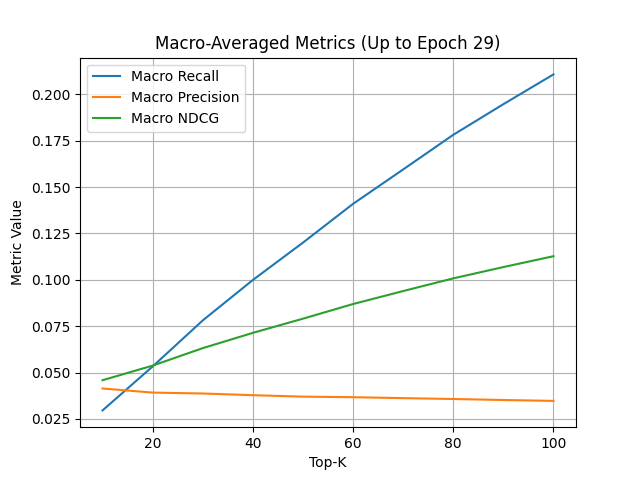 Macro-Averaged Metrics (Up to Epoch 29)
Macro Recall
Macro Precision
Macro NDCG
0.200
0.175
0.150
0.125
0.100
0.075
0.050
0.025
Metric Value
20 40 60 80 100
Top-K